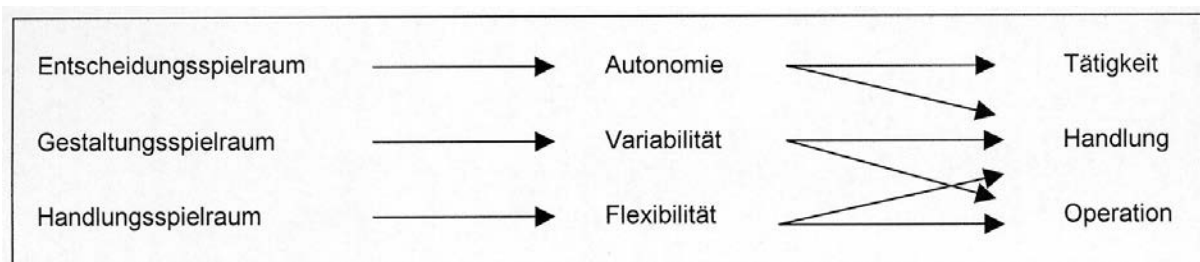 Entscheidungsspielraum Autonomie Tätigkeit
Gestaltungsspielraum Variabilität Handlung
Handlungsspielraum Flexibilität Operation